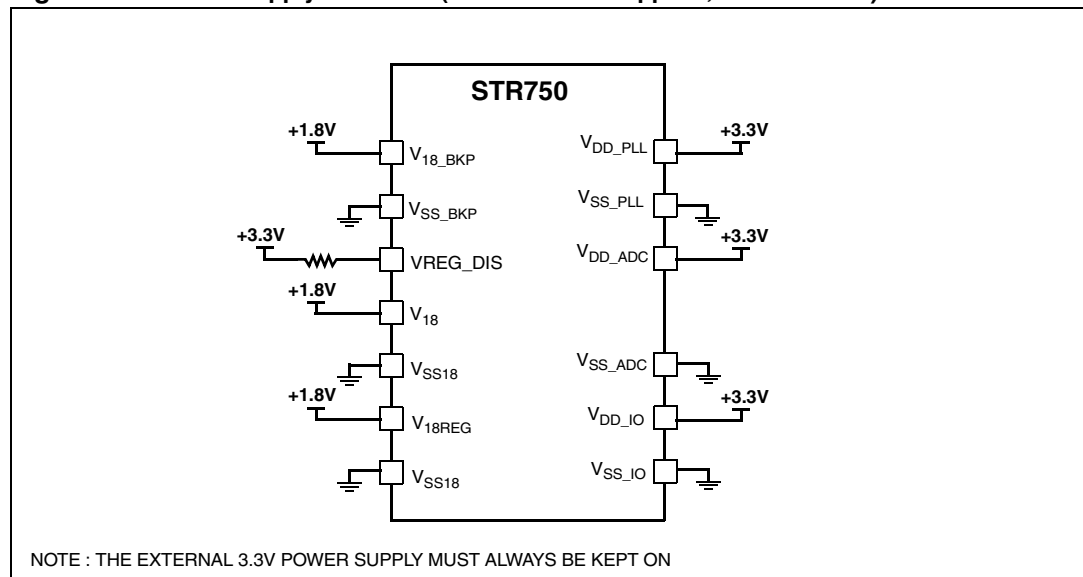 STR750
+1.8V
V18_BKP
VSS_BKP
+3.3V
VREG_DIS
+1.8V
V18
VSS18
+1.8V
V18REG
VSS18
VDD_PLL
+3.3V
VSS_PLL
VDD_ADC
+3.3V
VSS_ADC
VDD_IO
+3.3V
VSS_IO
NOTE : THE EXTERNAL 3.3V POWER SUPPLY MUST ALWAYS BE KEPT ON